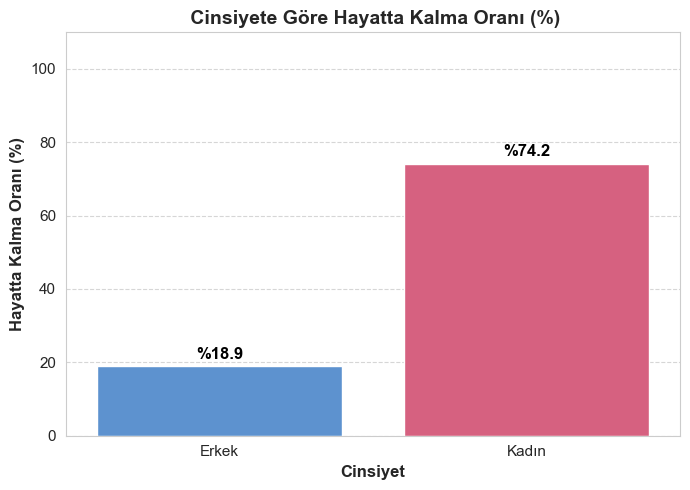 Cinsiyete Göre Hayatta Kalma Oranı (%)
100
80
60
40
20
0
Hayatta Kalma Oranı (%)
%18.9
%74.2
Erkek
Kadın
Cinsiyet